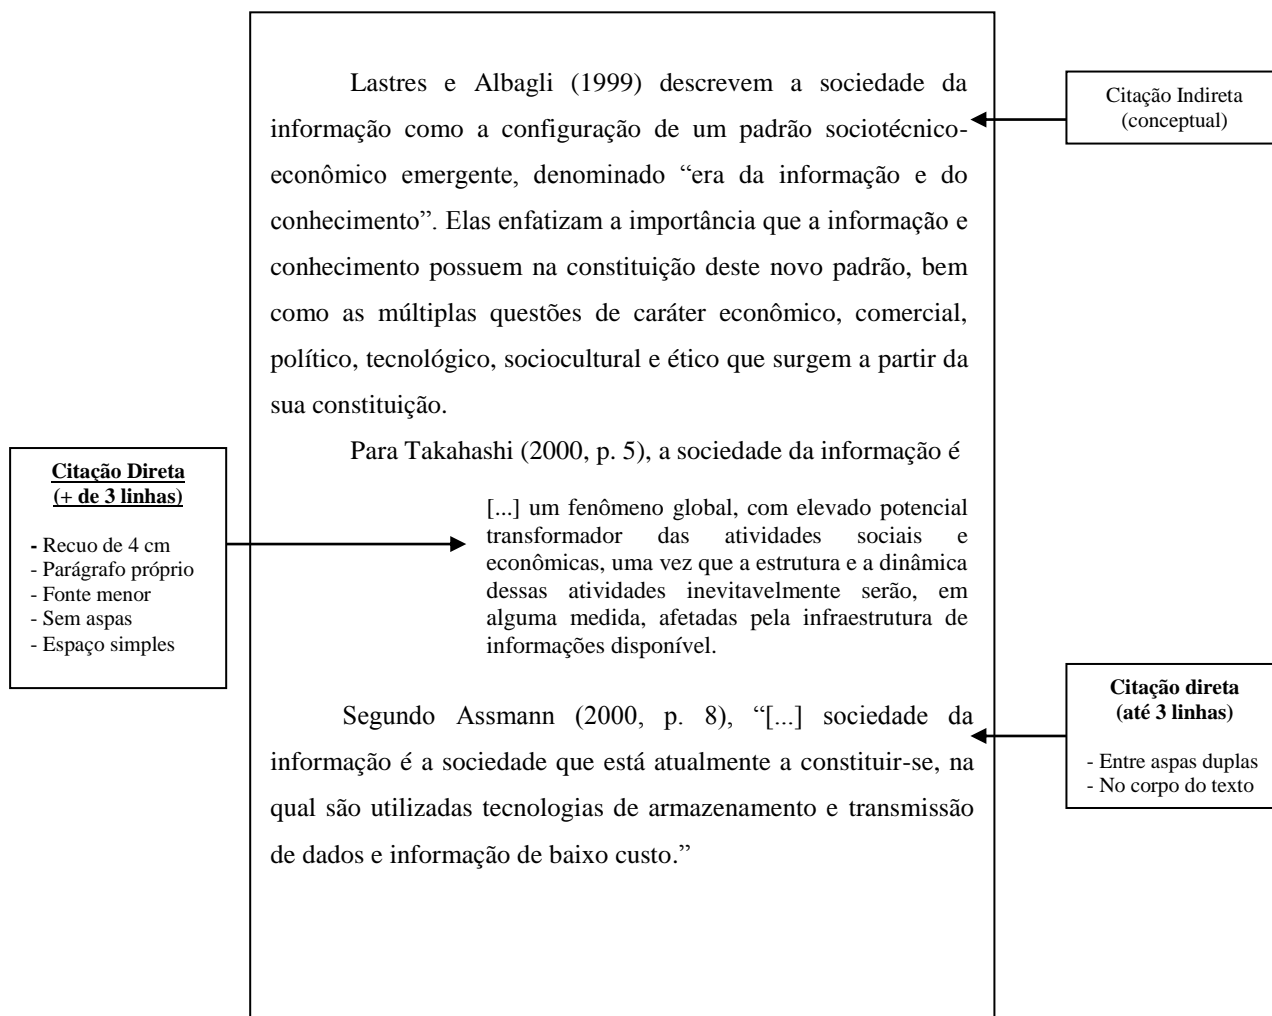 Lastres e Albagli (1999) descrevem a sociedade da
informação como a configuração de um padrão sociotécnico-
econômico emergente, denominado “era da informação e do
conhecimento”. Elas enfatizam a importância que a informação e
conhecimento possuem na constituição deste novo padrão, bem
como as múltiplas questões de caráter econômico, comercial,
político, tecnológico, sociocultural e ético que surgem a partir da
sua constituição.
Citação Indireta
(conceptual)
Para Takahashi (2000, p. 5), a sociedade da informação é
Citação Direta
(+ de 3 linhas)
- Recuo de 4 cm
- Parágrafo próprio
- Fonte menor
- Sem aspas
- Espaço simples
[...] um fenômeno global, com elevado potencial
transformador das atividades sociais e
econômicas, uma vez que a estrutura e a dinâmica
dessas atividades inevitavelmente serão, em
alguma medida, afetadas pela infraestrutura de
informações disponível.
Segundo Assmann (2000, p. 8), “[...] sociedade da
informação é a sociedade que está atualmente a constituir-se, na
qual são utilizadas tecnologias de armazenamento e transmissão
de dados e informação de baixo custo.”
Citação direta
(até 3 linhas)
- Entre aspas duplas
- No corpo do texto